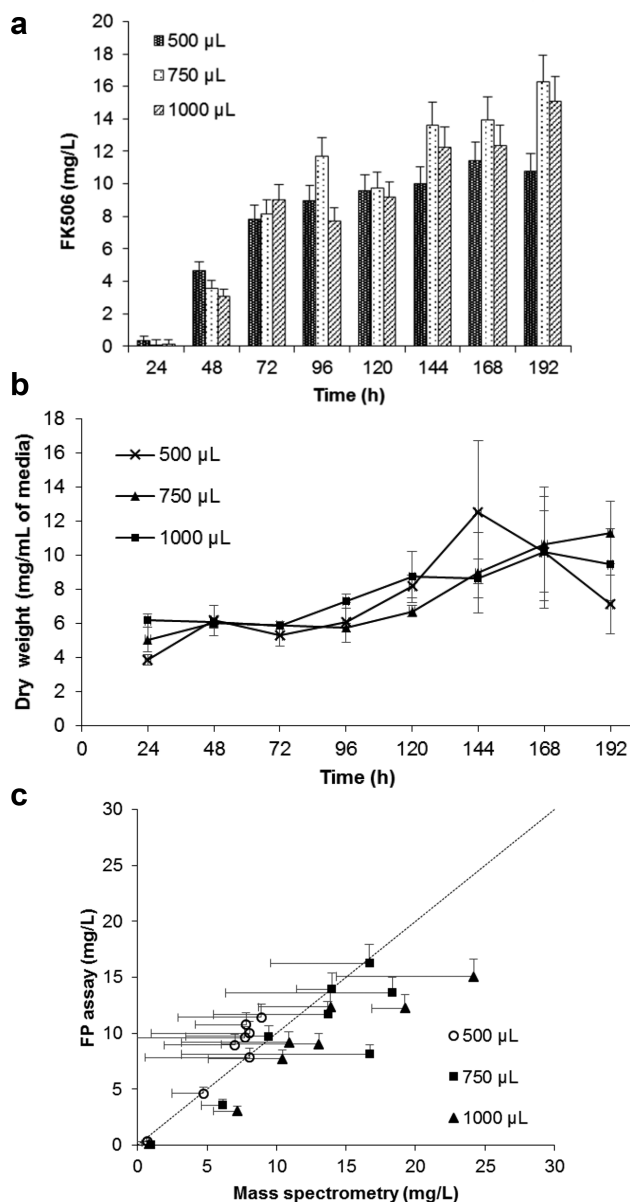 a
20
18
16
14
12
10
8
6
4
2
0
FK506 (mg/L)
500 µL
750 µL
1000 µL
24 48 72 96 120 144 168 192
Time (h)
b
18
16
14
12
10
8
6
4
2
0
Dry weight (mg/mL of media)
500 µL
750 µL
1000 µL
0 24 48 72 96 120 144 168 192
Time (h)
c
30
25
20
15
10
5
0
FP assay (mg/L)
500 µL
750 µL
1000 µL
0 5 10 15 20 25 30
Mass spectrometry (mg/L)